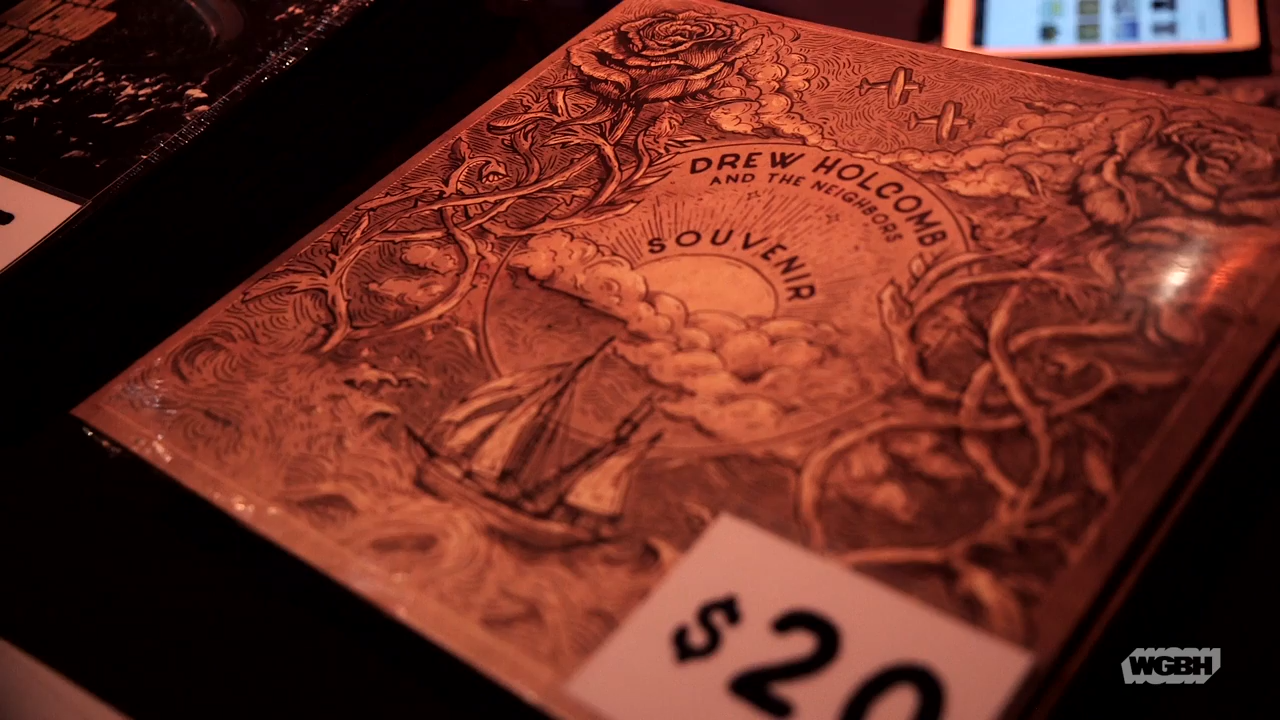 DREW HOLCOMB
AND THE NEIGHBORS
SOUVENIR
$20
WGBH